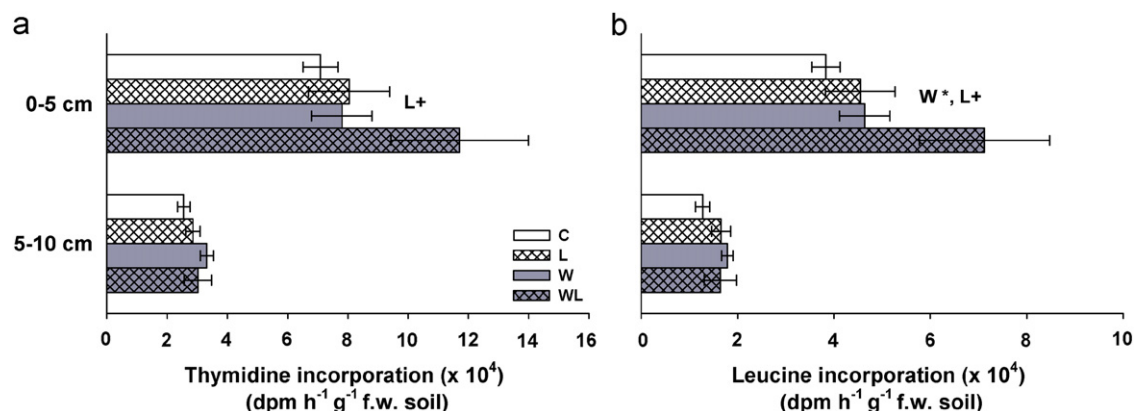 a
b
0-5 cm
L+
W *, L+
5-10 cm
C
L
W
WL
0 2 4 6 8 10 12 14 16
0 2 4 6 8 10
Thymidine incorporation (x 10⁴)
(dpm h⁻¹ g⁻¹ f.w. soil)
Leucine incorporation (x 10⁴)
(dpm h⁻¹ g⁻¹ f.w. soil)